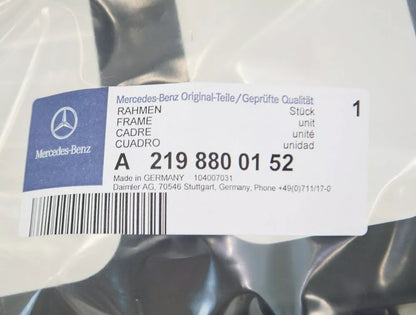 Mercedes-Benz Original-Teile/Geprüfte Qualität
RAHMEN Stück 1
FRAME unit
CADRE unité
CUADRO unidad
Mercedes-Benz
A 219 880 01 52
Made in GERMANY 104007031
Daimler AG, 70546 Stuttgart, Germany, Phone +49(0)711/17-0